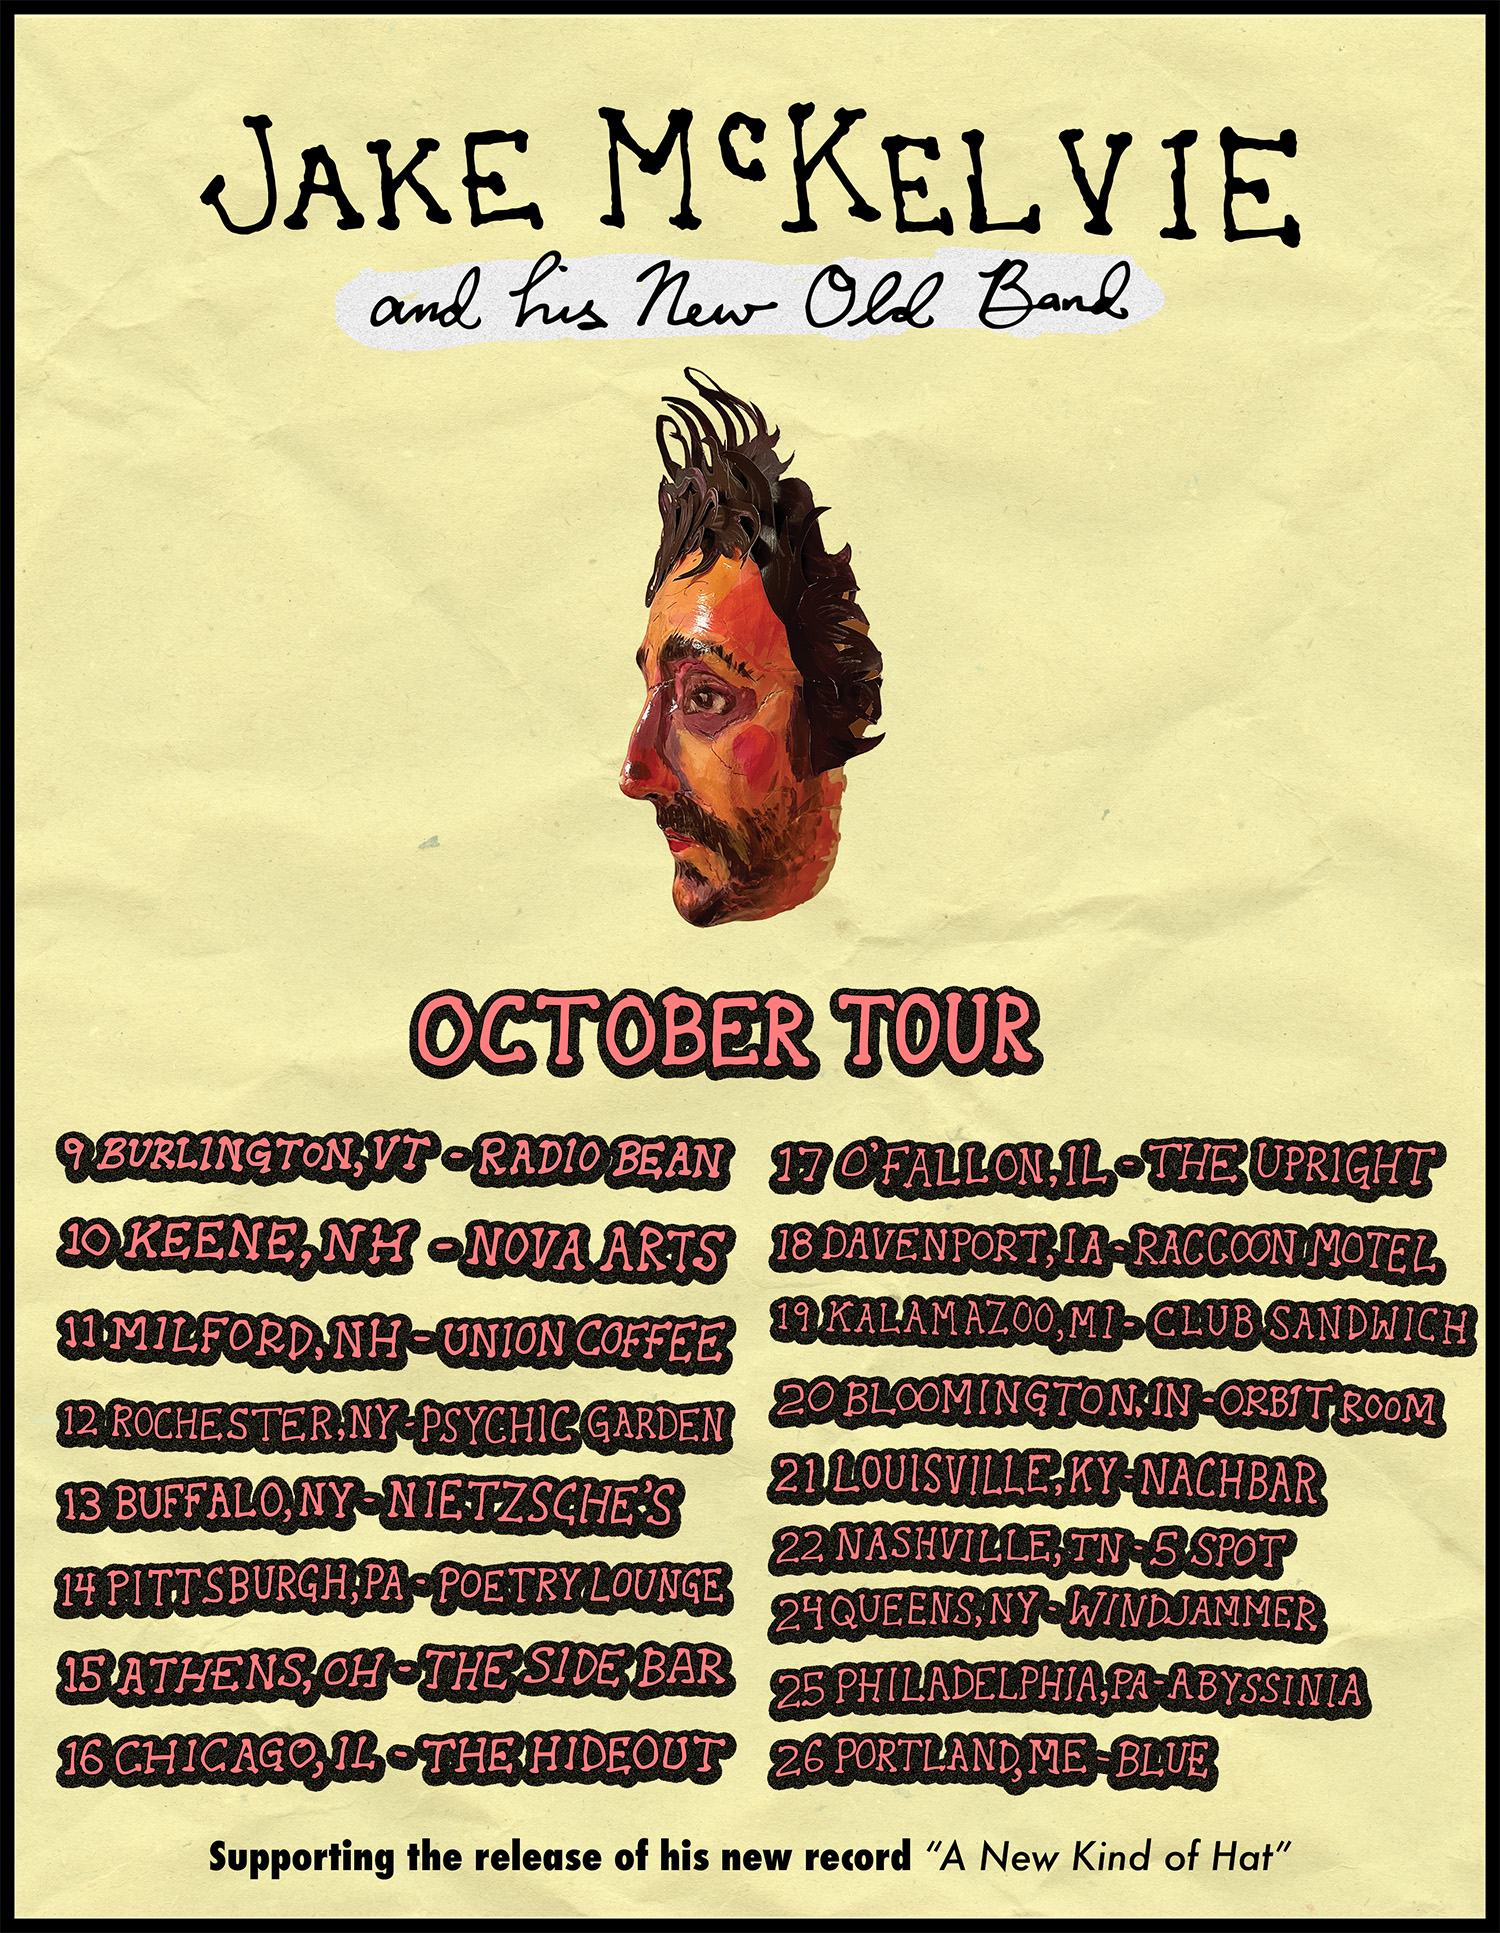 JAKE McKELVIE
and his New Old Band
OCTOBER TOUR
9 BURLINGTON, VT - RADIO BEAN
10 KEENE, NH - NOVA ARTS
11 MILFORD, NH - UNION COFFEE
12 ROCHESTER, NY - PSYCHIC GARDEN
13 BUFFALO, NY - NIETZSCHE'S
14 PITTSBURGH, PA - POETRY LOUNGE
15 ATHENS, OH - THE SIDE BAR
16 CHICAGO, IL - THE HIDEOUT
17 O'FALLON, IL - THE UPRIGHT
18 DAVENPORT, IA - RACCOON MOTEL
19 KALAMAZOO, MI - CLUB SANDWICH
20 BLOOMINGTON, IN - ORBIT ROOM
21 LOUISVILLE, KY - NACHBAR
22 NASHVILLE, TN - 5 SPOT
24 QUEENS, NY - WINDJAMMER
25 PHILADELPHIA, PA - ABYSSINIA
26 PORTLAND, ME - BLUE
Supporting the release of his new record "A New Kind of Hat"